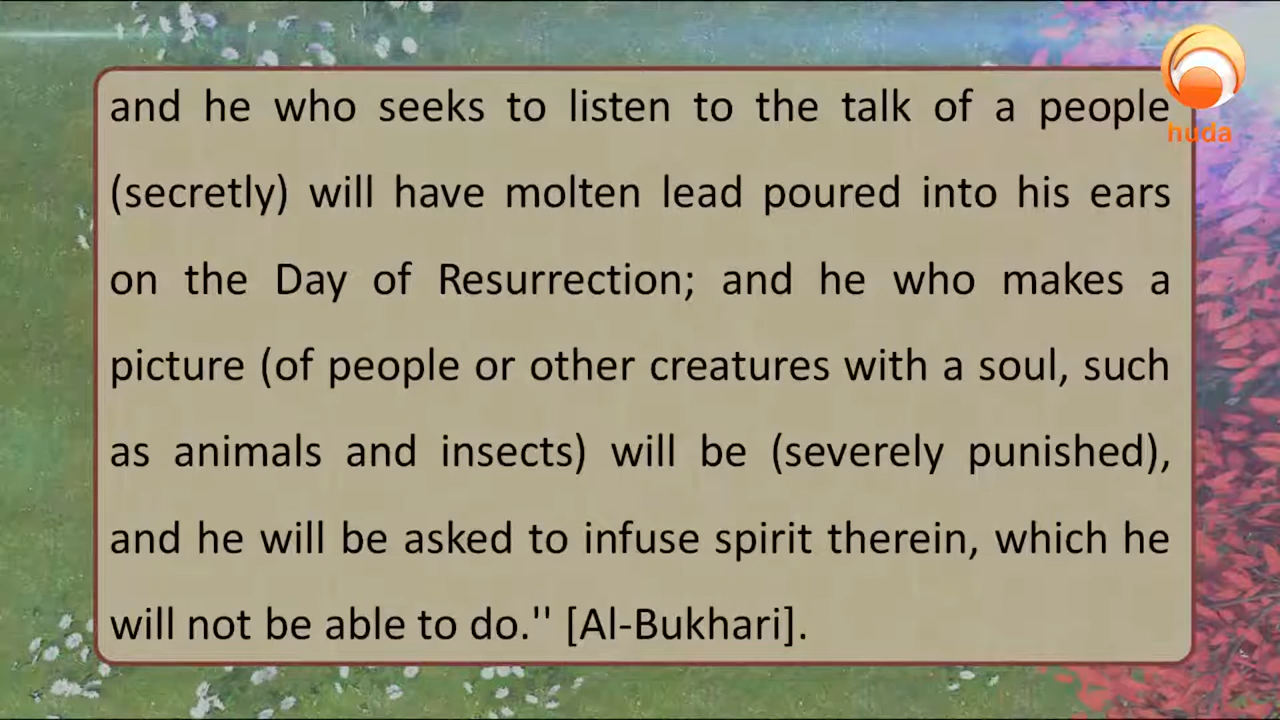 and he who seeks to listen to the talk of a people
(secretly) will have molten lead poured into his ears
on the Day of Resurrection; and he who makes a
picture (of people or other creatures with a soul, such
as animals and insects) will be (severely punished),
and he will be asked to infuse spirit therein, which he
will not be able to do.'' [Al-Bukhari].
huda